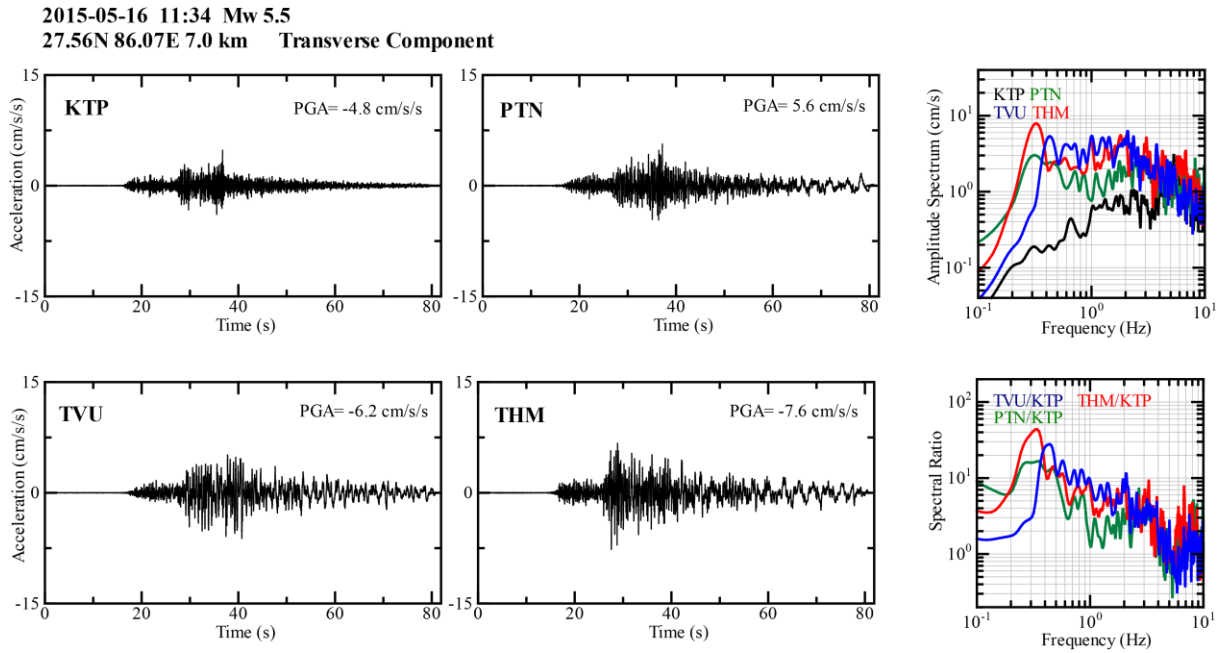 2015-05-16 11:34 Mw 5.5
27.56N 86.07E 7.0 km Transverse Component
KTP
PGA= -4.8 cm/s/s
Acceleration (cm/s/s)
15
0
-15
0 20 40 60 80
Time (s)
PTN
PGA= 5.6 cm/s/s
15
0
-15
0 20 40 60 80
Time (s)
KTP PTN
TVU THM
Amplitude Spectrum (cm/s)
10^1
10^0
10^-1
10^-1 10^0 10^1
Frequency (Hz)
TVU
PGA= -6.2 cm/s/s
Acceleration (cm/s/s)
15
0
-15
0 20 40 60 80
Time (s)
THM
PGA= -7.6 cm/s/s
15
0
-15
0 20 40 60 80
Time (s)
TVU/KTP THM/KTP
PTN/KTP
Spectral Ratio
10^2
10^1
10^0
10^-1 10^0 10^1
Frequency (Hz)